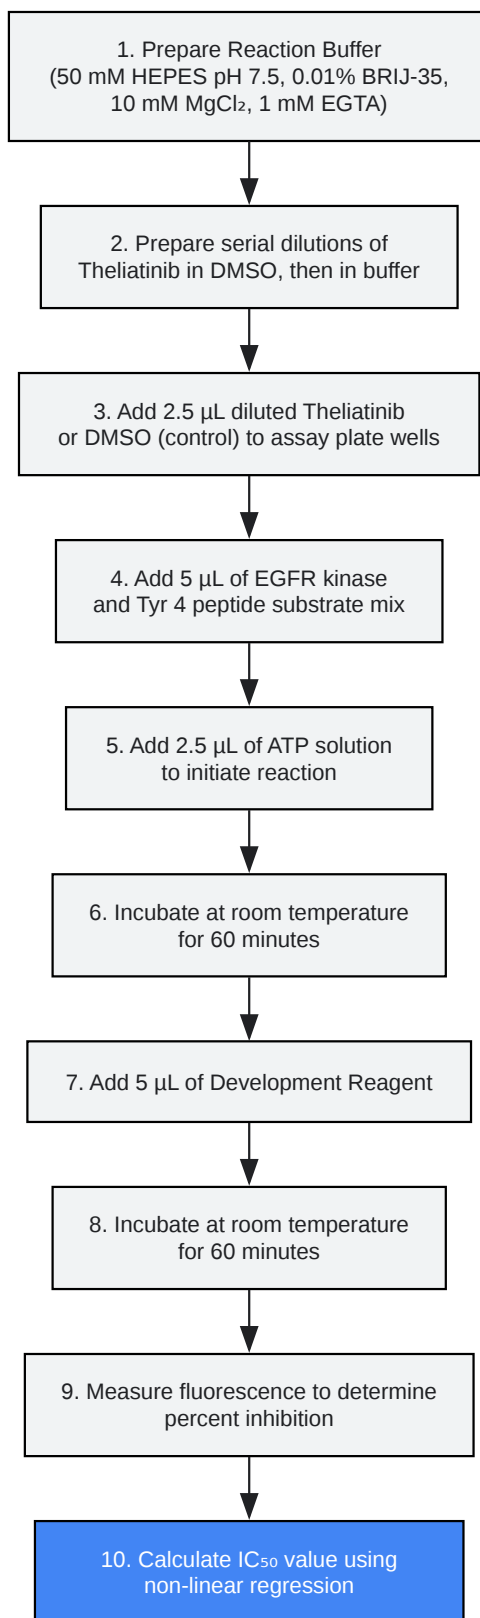 1. Prepare Reaction Buffer
(50 mM HEPES pH 7.5, 0.01% BRIJ-35,
10 mM MgCl₂, 1 mM EGTA)
2. Prepare serial dilutions of
Theliatinib in DMSO, then in buffer
3. Add 2.5 µL diluted Theliatinib
or DMSO (control) to assay plate wells
4. Add 5 µL of EGFR kinase
and Tyr 4 peptide substrate mix
5. Add 2.5 µL of ATP solution
to initiate reaction
6. Incubate at room temperature
for 60 minutes
7. Add 5 µL of Development Reagent
8. Incubate at room temperature
for 60 minutes
9. Measure fluorescence to determine
percent inhibition
10. Calculate IC₅₀ value using
non-linear regression